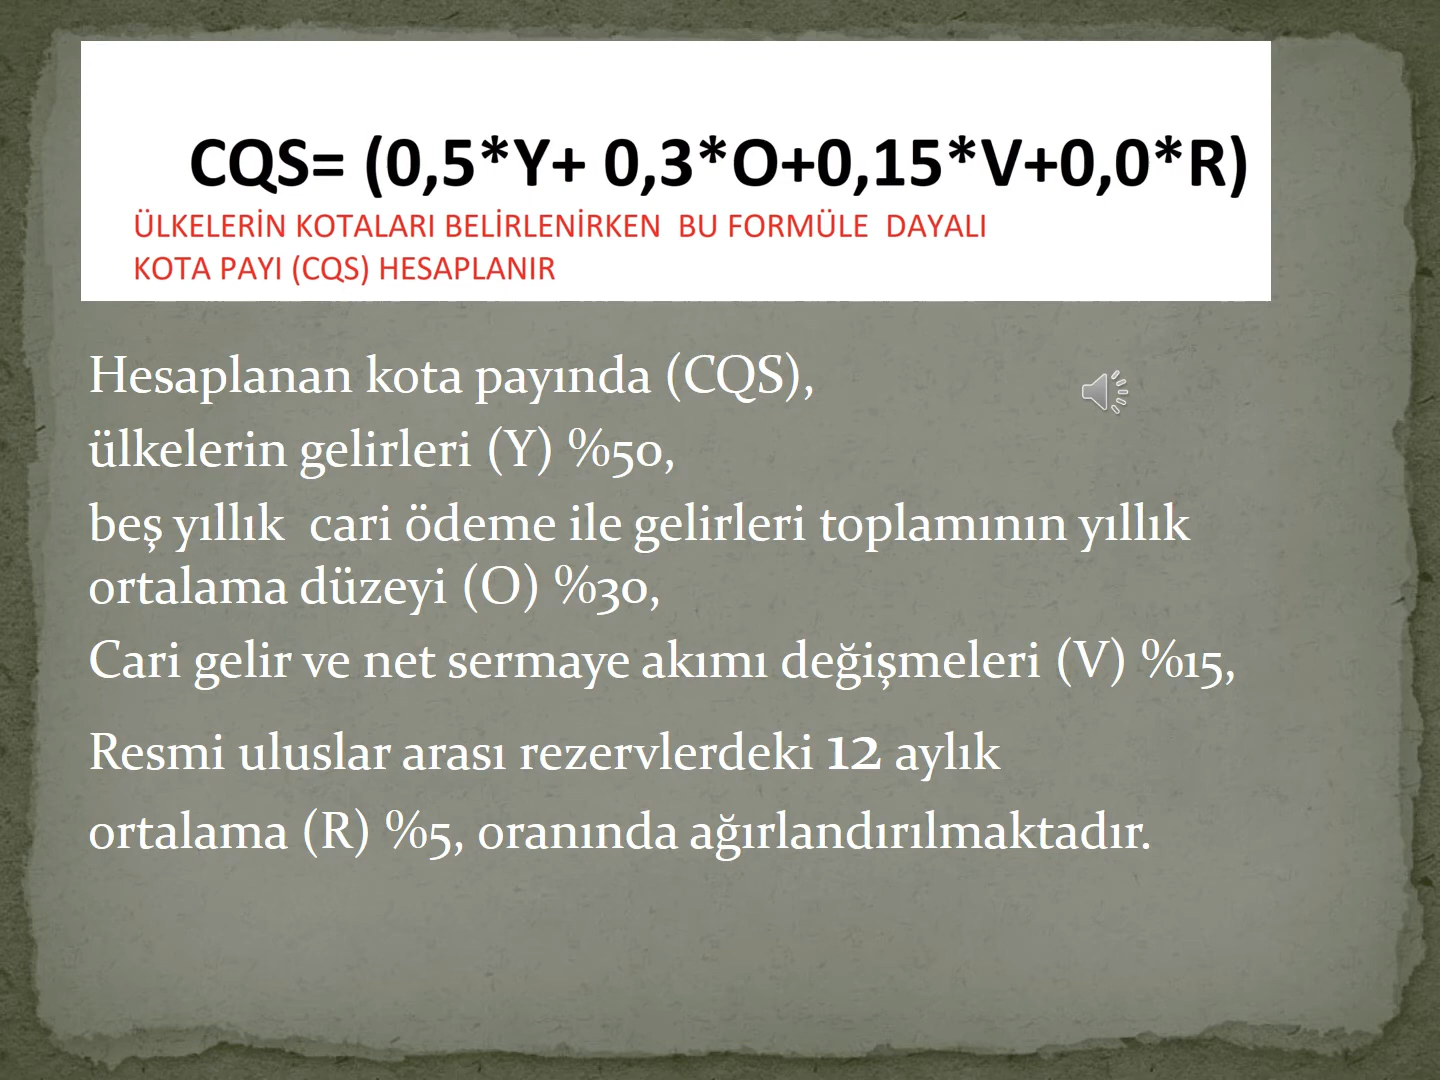 CQS= (0,5*Y+ 0,3*O+0,15*V+0,0*R)
ÜLKELERİN KOTALARI BELİRLENİRKEN BU FORMÜLE DAYALI
KOTA PAYI (CQS) HESAPLANIR
Hesaplanan kota payında (CQS),
ülkelerin gelirleri (Y) %50,
beş yıllık cari ödeme ile gelirleri toplamının yıllık
ortalama düzeyi (O) %30,
Cari gelir ve net sermaye akımı değişmeleri (V) %15,
Resmi uluslar arası rezervlerdeki 12 aylık
ortalama (R) %5, oranında ağırlandırılmaktadır.